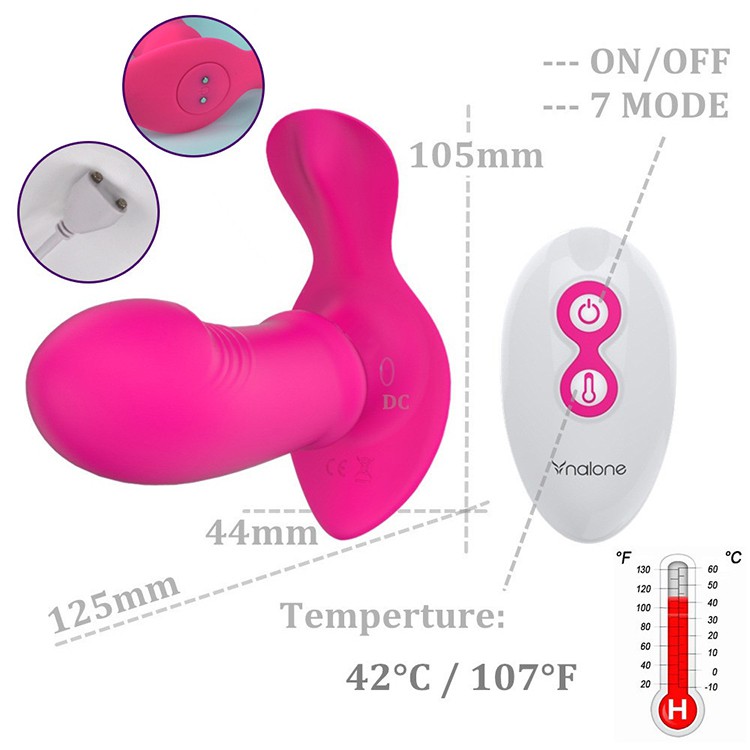 --- ON/OFF
--- 7 MODE
105mm
DC
CE
nalone
44mm
125mm
Temperture:
42°C / 107°F
°F °C
130 60
120 50
100 40
80 30
60 20
40 10
20 0
-10
H